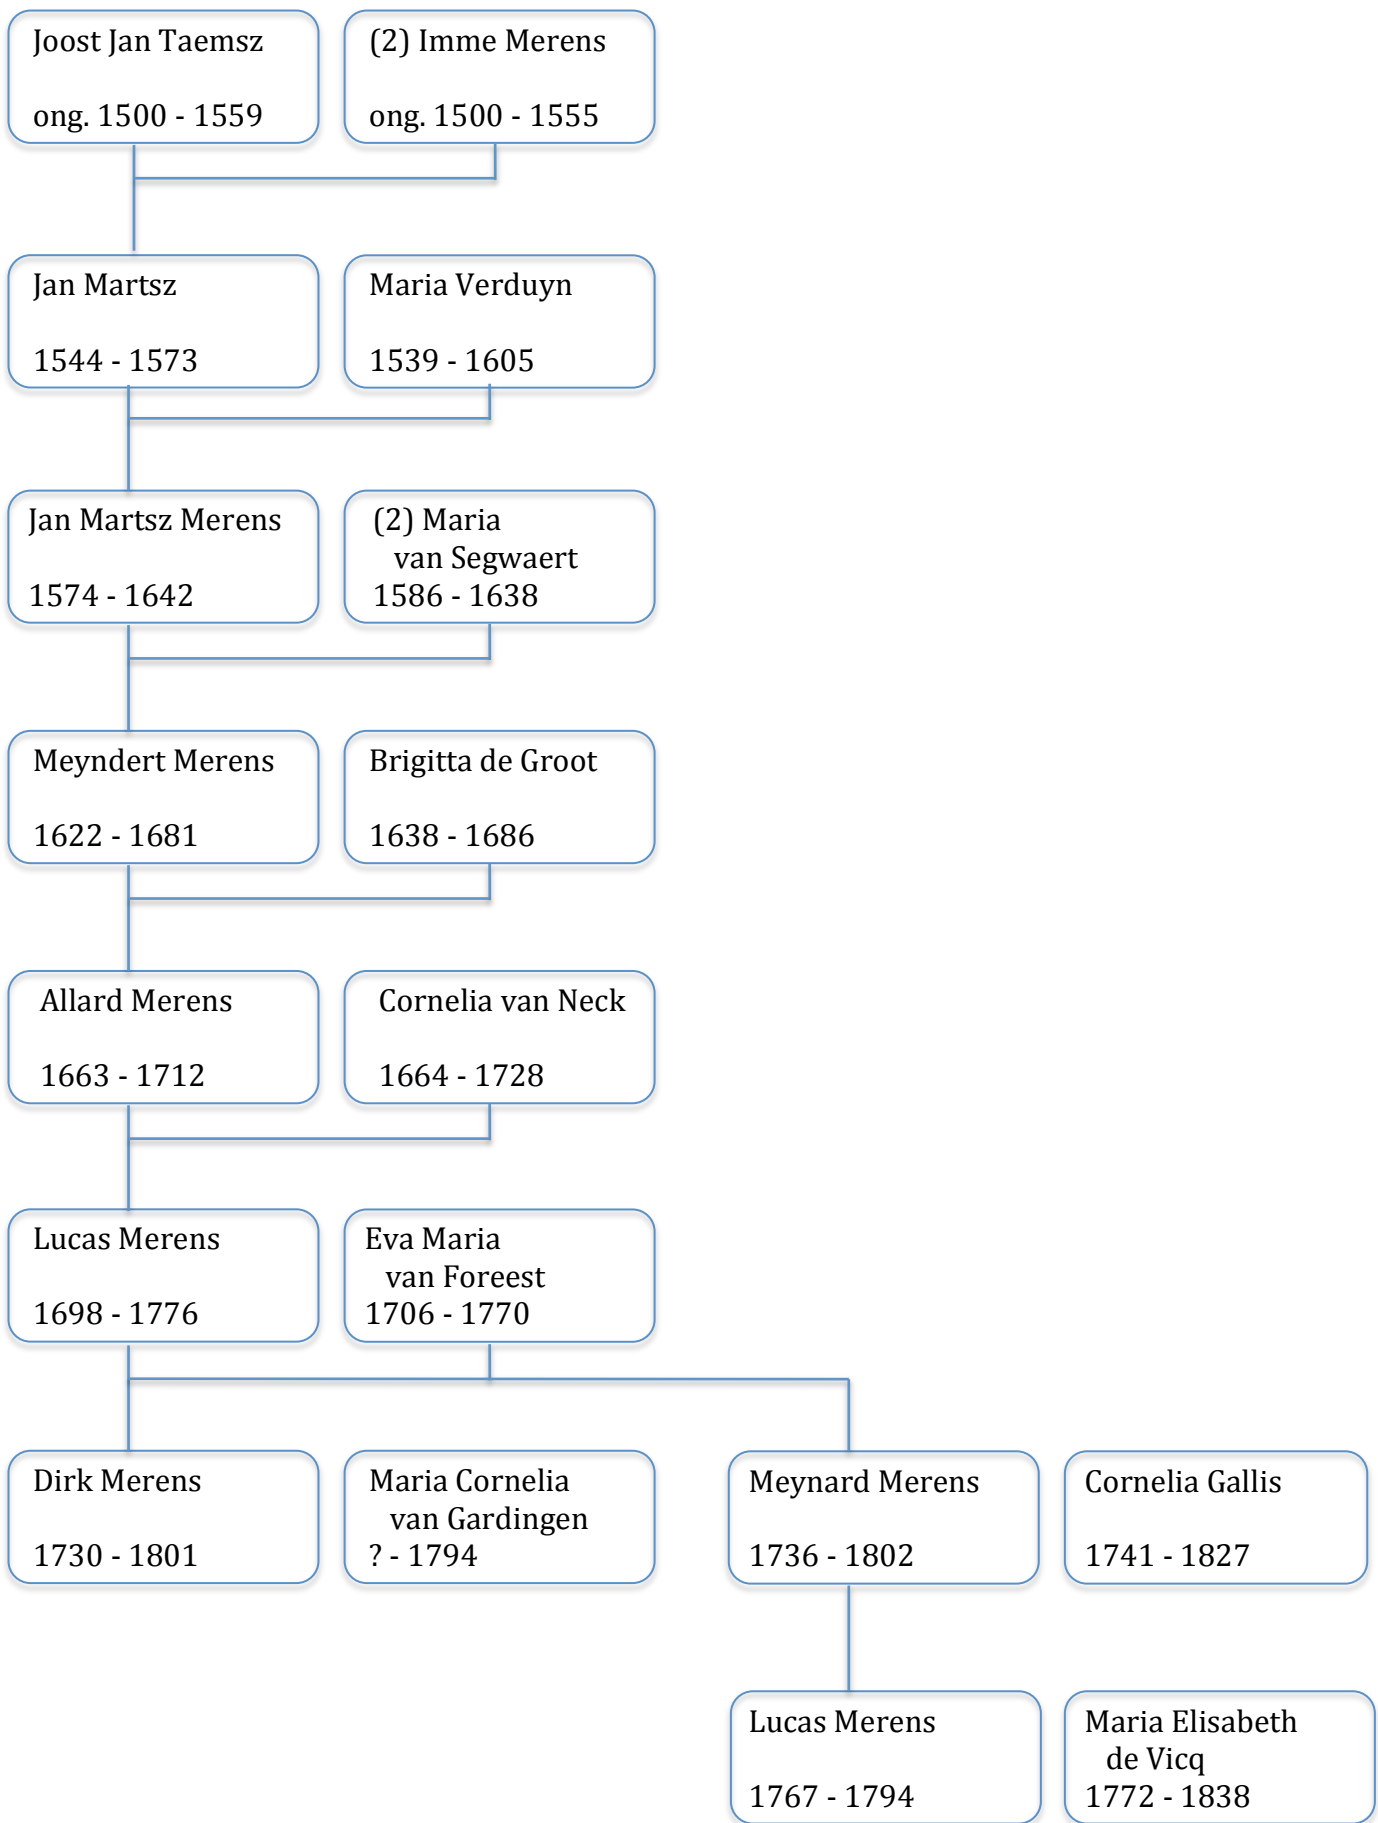 Joost Jan Taemsz
ong. 1500 - 1559
(2) Imme Merens
ong. 1500 - 1555
Jan Martsz
1544 - 1573
Maria Verduyn
1539 - 1605
Jan Martsz Merens
1574 - 1642
(2) Maria
van Segwaert
1586 - 1638
Meyndert Merens
1622 - 1681
Brigitta de Groot
1638 - 1686
Allard Merens
1663 - 1712
Cornelia van Neck
1664 - 1728
Lucas Merens
1698 - 1776
Eva Maria
van Foreest
1706 - 1770
Dirk Merens
1730 - 1801
Maria Cornelia
van Gardingen
? - 1794
Meynard Merens
1736 - 1802
Cornelia Gallis
1741 - 1827
Lucas Merens
1767 - 1794
Maria Elisabeth
de Vicq
1772 - 1838